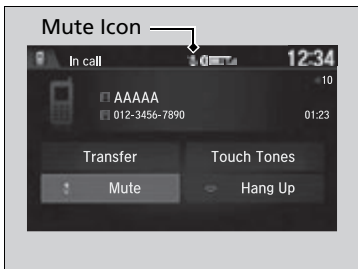 Mute Icon
In call 12:34
10
AAAAA
012-3456-7890 01:23
Transfer Touch Tones
Mute Hang Up